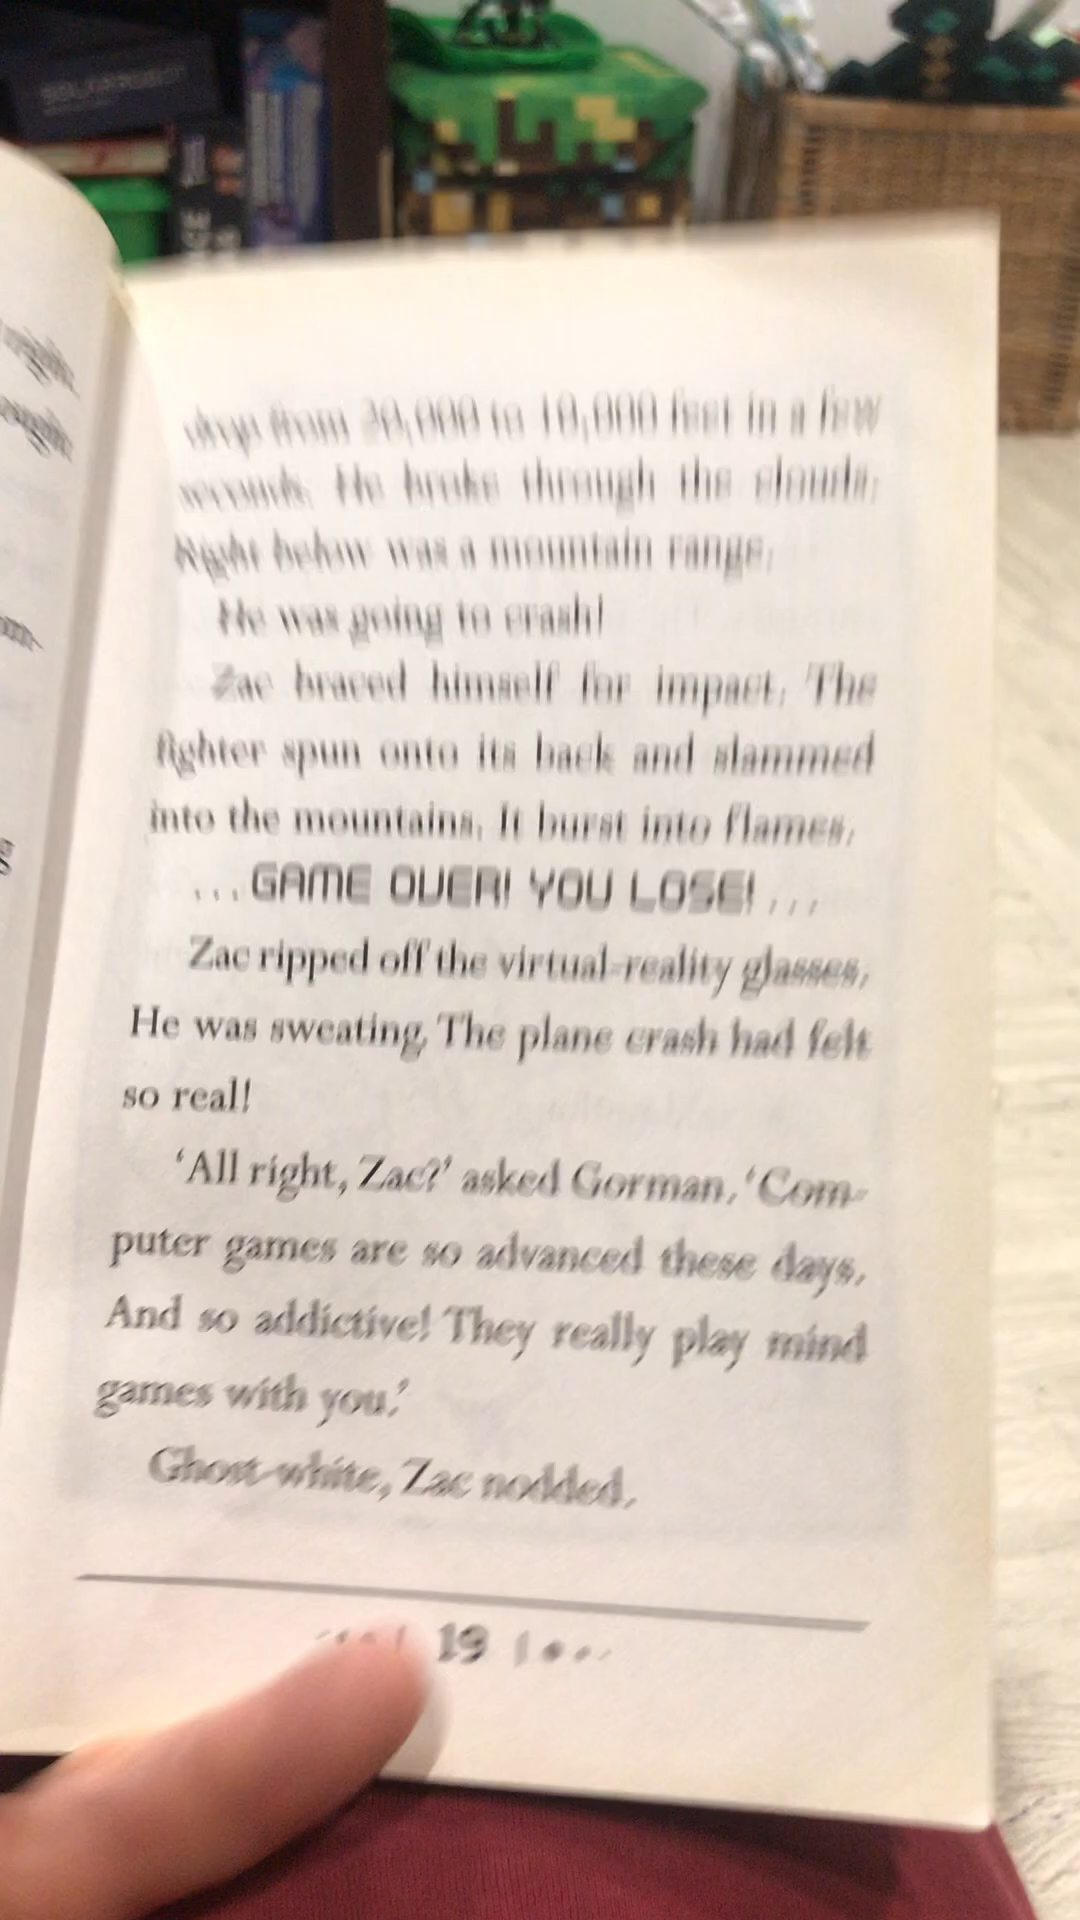 drop from 20,000 to 10,000 feet in a few
seconds. He broke through the clouds.
Right below was a mountain range.
He was going to crash!
Zac braced himself for impact. The
fighter spun onto its back and slammed
into the mountains. It burst into flames.
...GAME OVER! YOU LOSE!...
Zac ripped off the virtual-reality glasses.
He was sweating. The plane crash had felt
so real!
‘All right, Zac?’ asked Gorman. ‘Com-
puter games are so advanced these days.
And so addictive! They really play mind
games with you.’
Ghost-white, Zac nodded.
19